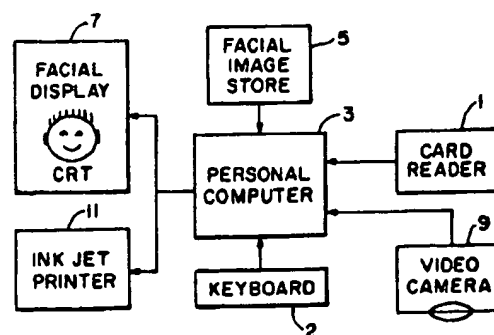 7
FACIAL
DISPLAY
CRT
11
INK JET
PRINTER
5
FACIAL
IMAGE
STORE
3
PERSONAL
COMPUTER
KEYBOARD
2
1
CARD
READER
9
VIDEO
CAMERA